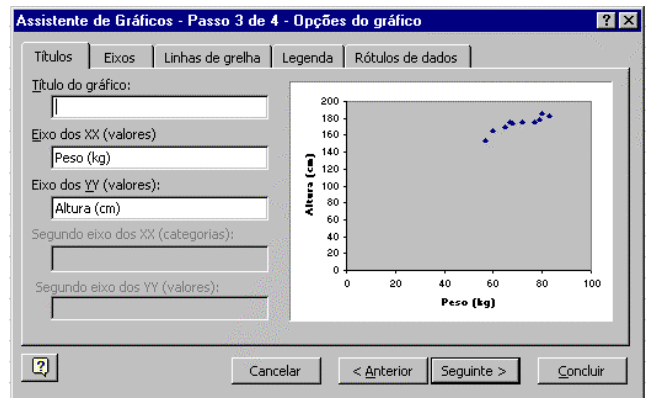 Assistente de Gráficos - Passo 3 de 4 - Opções do gráfico
Títulos Eixos Linhas de grelha Legenda Rótulos de dados
Título do gráfico:
Eixo dos XX (valores)
Peso (kg)
Eixo dos YY (valores):
Altura (cm)
Segundo eixo dos XX (categorias):
Segundo eixo dos YY (valores):
200
180
160
140
120
100
80
60
40
20
0
Altura (cm)
0 20 40 60 80 100
Peso (kg)
Cancelar < Anterior Seguinte > Concluir